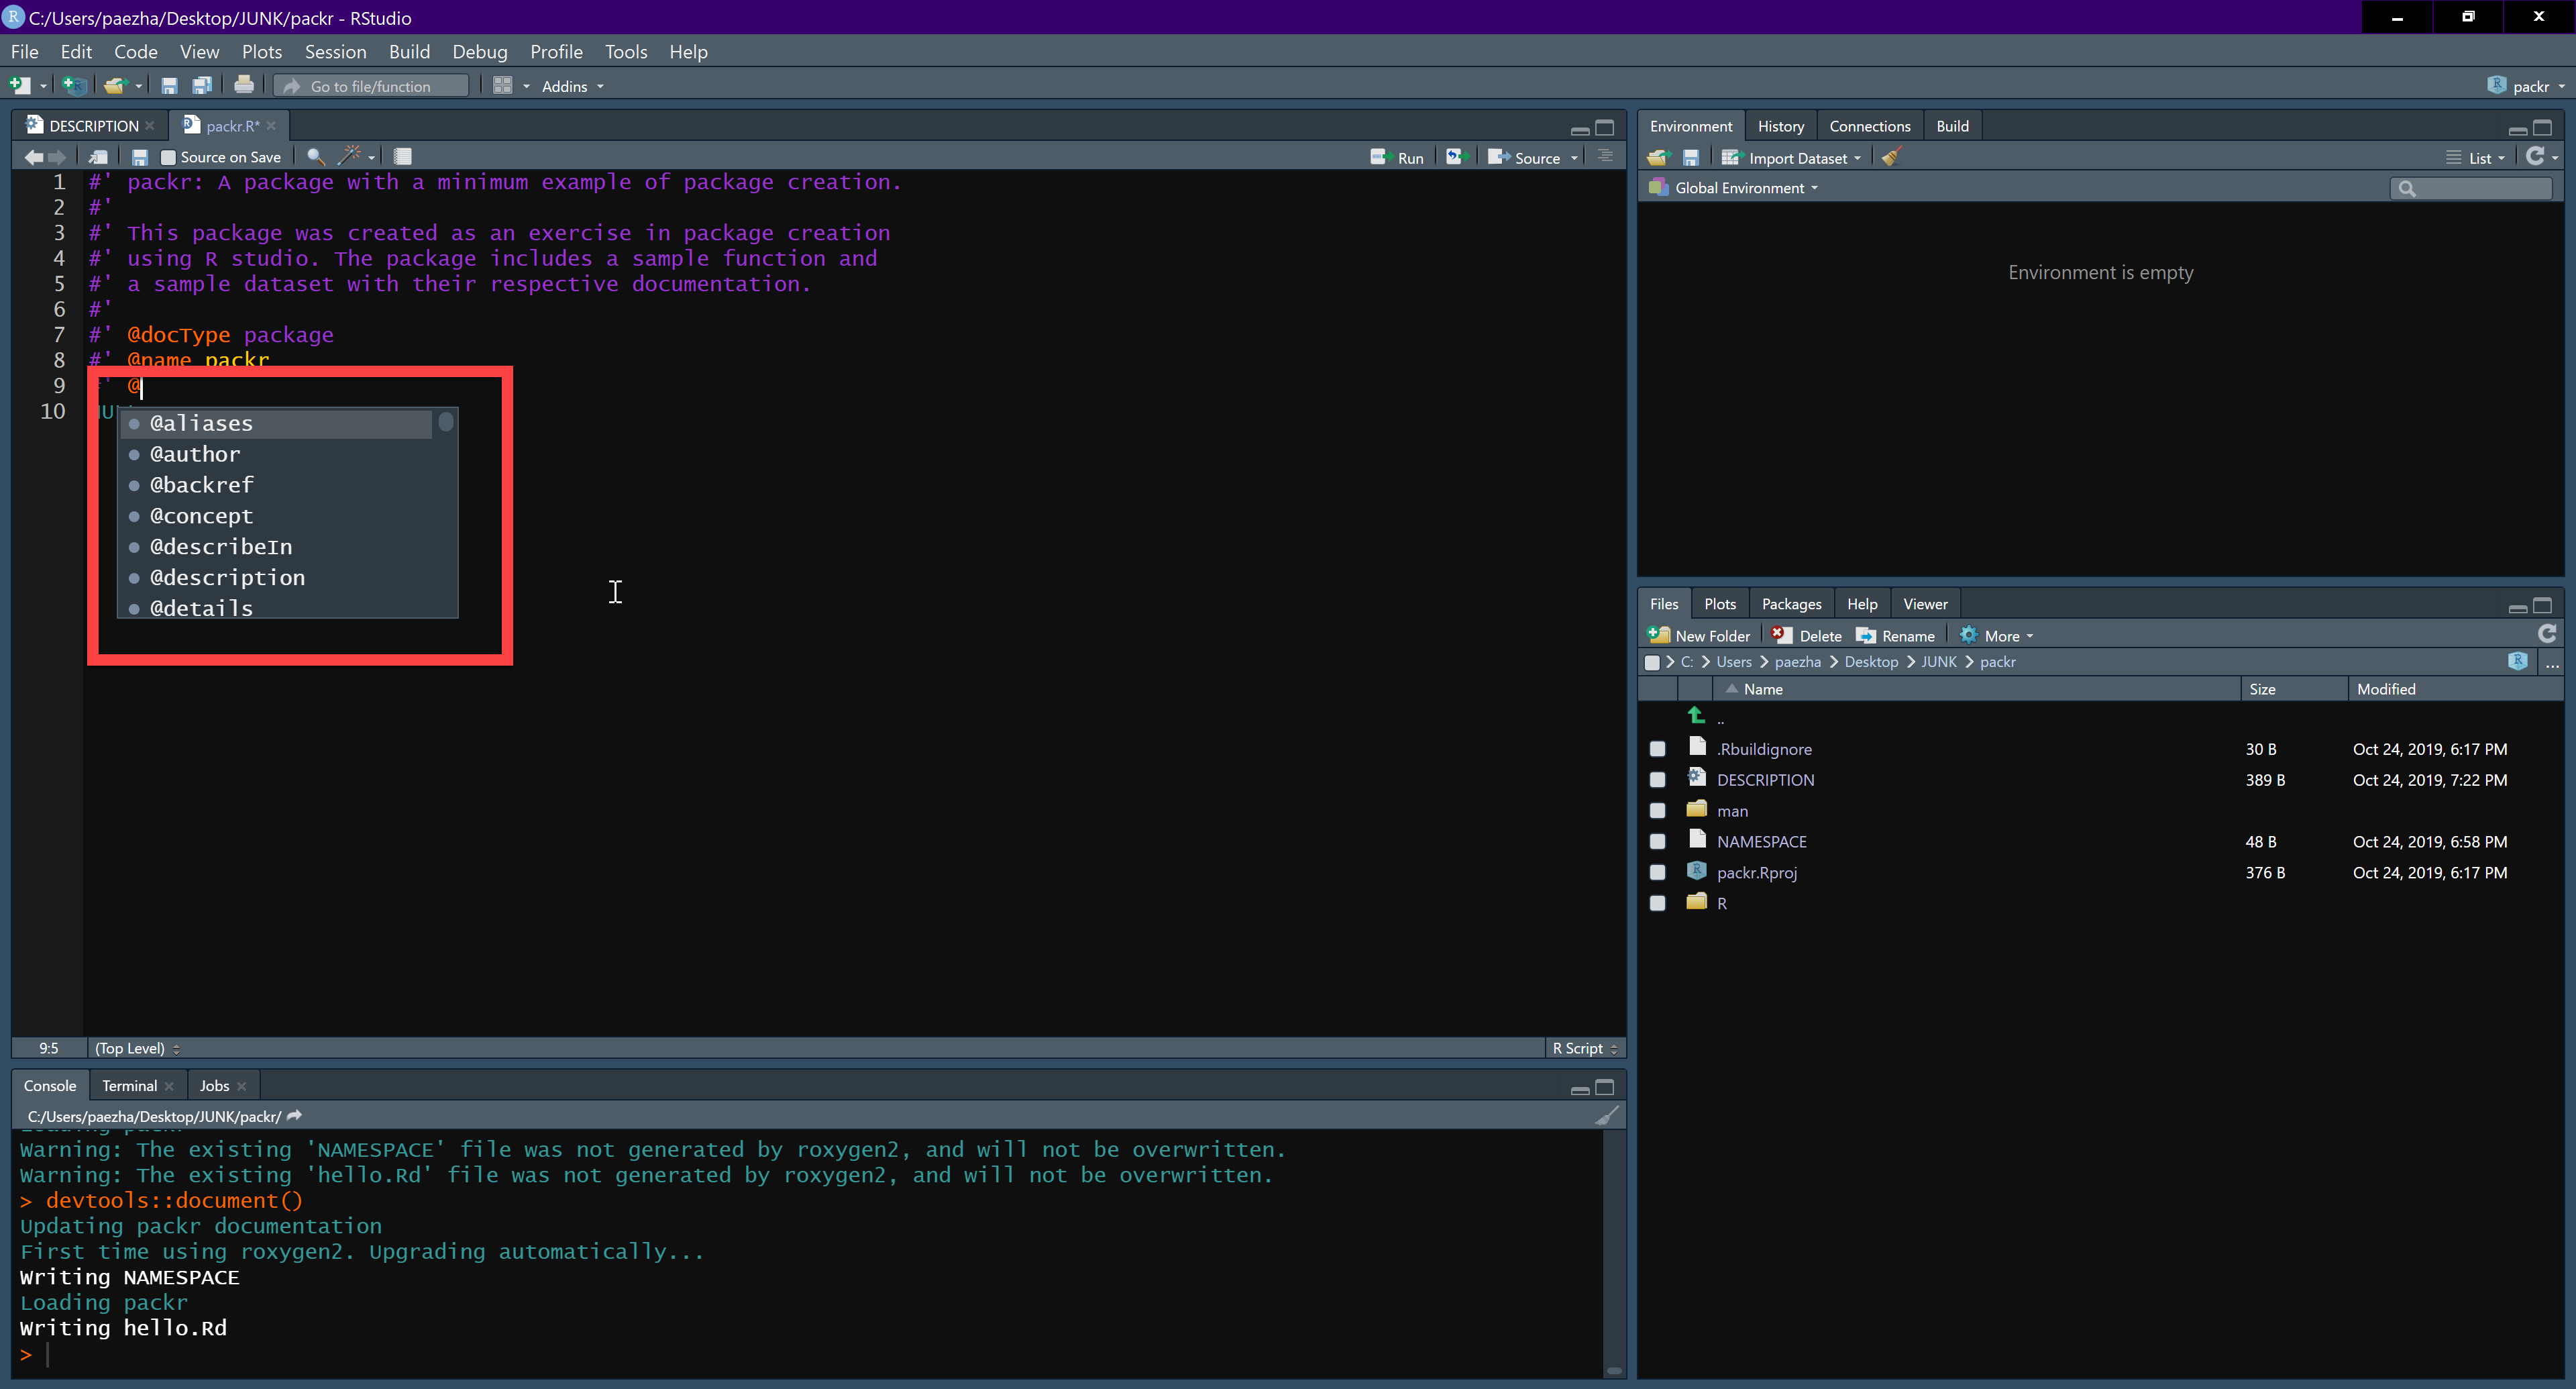 C:/Users/paezha/Desktop/JUNK/packr - RStudio
File Edit Code View Plots Session Build Debug Profile Tools Help
Go to file/function Addins packr
DESCRIPTION packr.R*
Source on Save Run Source
1 #' packr: A package with a minimum example of package creation.
2 #'
3 #' This package was created as an exercise in package creation
4 #' using R studio. The package includes a sample function and
5 #' a sample dataset with their respective documentation.
6 #'
7 #' @docType package
8 #' @name packr
9 #' @
10
@aliases
@author
@backref
@concept
@describeIn
@description
@details
9:5 (Top Level) R Script
Console Terminal Jobs
C:/Users/paezha/Desktop/JUNK/packr/
Warning: The existing 'NAMESPACE' file was not generated by roxygen2, and will not be overwritten.
Warning: The existing 'hello.Rd' file was not generated by roxygen2, and will not be overwritten.
> devtools::document()
Updating packr documentation
First time using roxygen2. Upgrading automatically...
Writing NAMESPACE
Loading packr
Writing hello.Rd
>
Environment History Connections Build
Import Dataset List
Global Environment
Environment is empty
Files Plots Packages Help Viewer
New Folder Delete Rename More
C: Users paezha Desktop JUNK packr
...
Name Size Modified
..
.Rbuildignore 30 B Oct 24, 2019, 6:17 PM
DESCRIPTION 389 B Oct 24, 2019, 7:22 PM
man
NAMESPACE 48 B Oct 24, 2019, 6:58 PM
packr.Rproj 376 B Oct 24, 2019, 6:17 PM
R